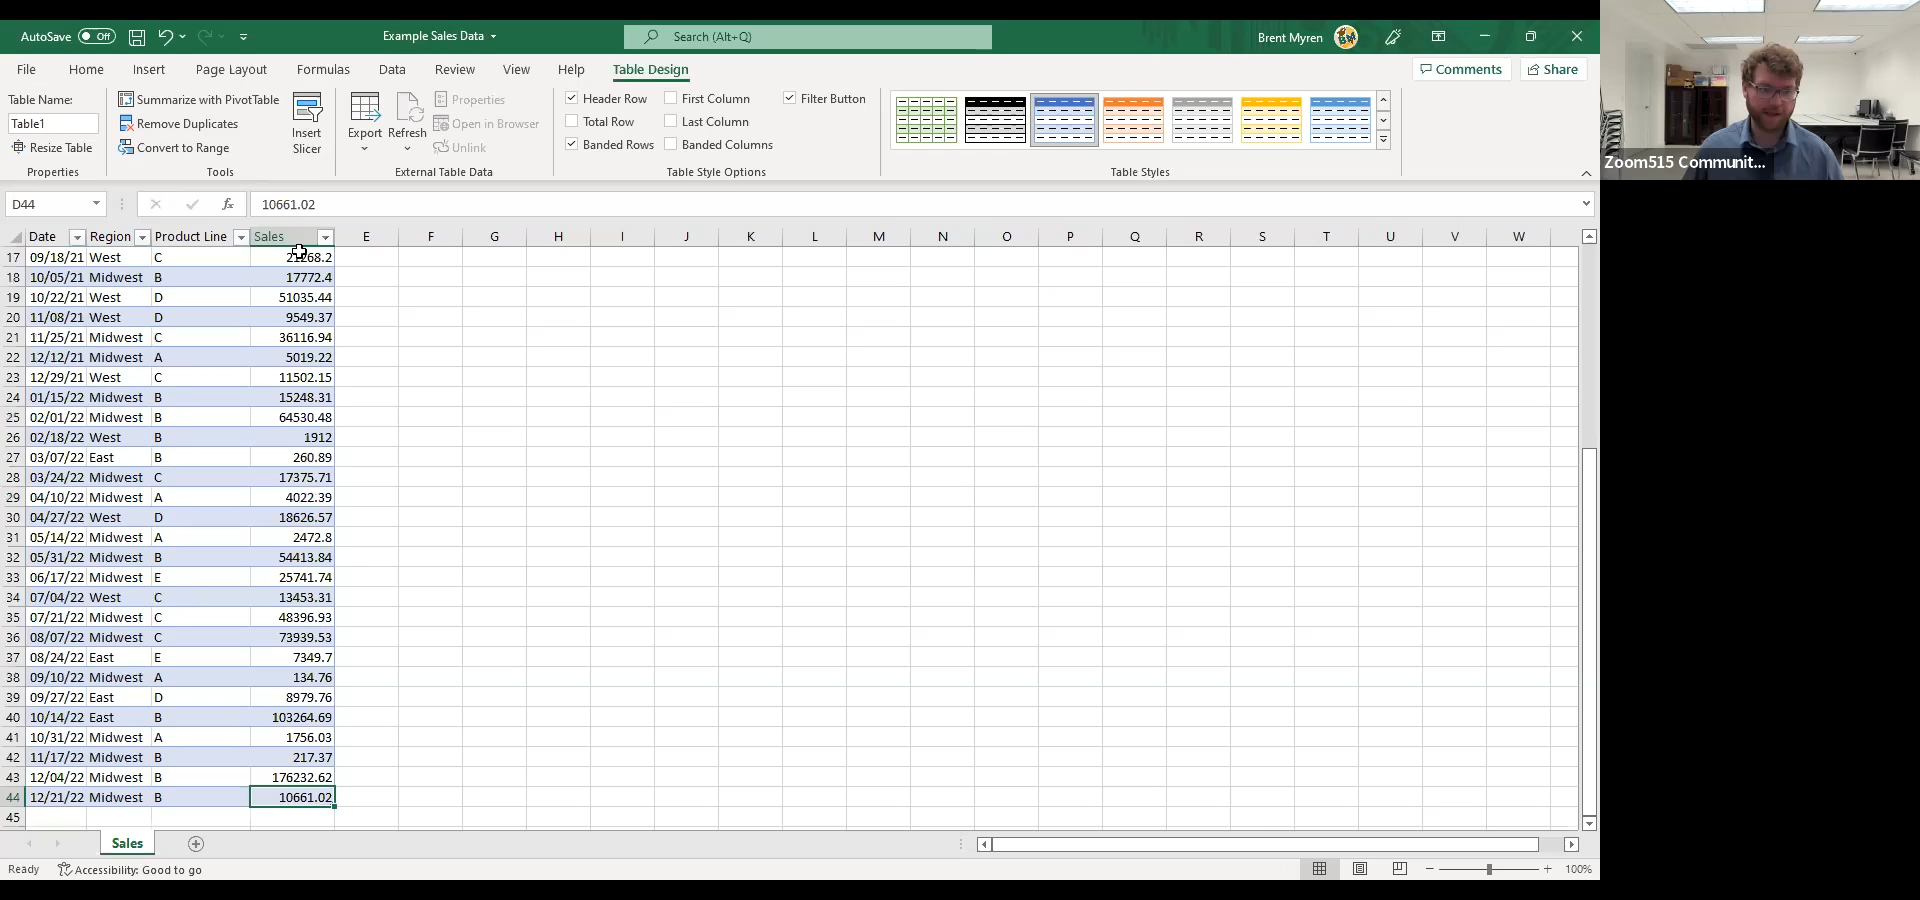 AutoSave Off Example Sales Data Search (Alt+Q) Brent Myren
File Home Insert Page Layout Formulas Data Review View Help Table Design Comments Share
Table Name:
Table1
Resize Table
Properties
Summarize with PivotTable
Remove Duplicates
Convert to Range
Insert Slicer
Tools
Export Refresh
Properties
Open in Browser
Unlink
External Table Data
Header Row First Column Filter Button
Total Row Last Column
Banded Rows Banded Columns
Table Style Options
Table Styles
Zoom515 Communit...
D44 fx 10661.02
Date Region Product Line Sales E F G H I J K L M N O P Q R S T U V W
17 09/18/21 West C 21268.2
18 10/05/21 Midwest B 17772.4
19 10/22/21 West D 51035.44
20 11/08/21 West D 9549.37
21 11/25/21 Midwest C 36116.94
22 12/12/21 Midwest A 5019.22
23 12/29/21 West C 11502.15
24 01/15/22 Midwest B 15248.31
25 02/01/22 Midwest B 64530.48
26 02/18/22 West B 1912
27 03/07/22 East B 260.89
28 03/24/22 Midwest C 17375.71
29 04/10/22 Midwest A 4022.39
30 04/27/22 West D 18626.57
31 05/14/22 Midwest A 2472.8
32 05/31/22 Midwest B 54413.84
33 06/17/22 Midwest E 25741.74
34 07/04/22 West C 13453.31
35 07/21/22 Midwest C 48396.93
36 08/07/22 Midwest C 73939.53
37 08/24/22 East E 7349.7
38 09/10/22 Midwest A 134.76
39 09/27/22 East D 8979.76
40 10/14/22 East B 103264.69
41 10/31/22 Midwest A 1756.03
42 11/17/22 Midwest B 217.37
43 12/04/22 Midwest B 176232.62
44 12/21/22 Midwest B 10661.02
45
Sales
Ready Accessibility: Good to go 100%